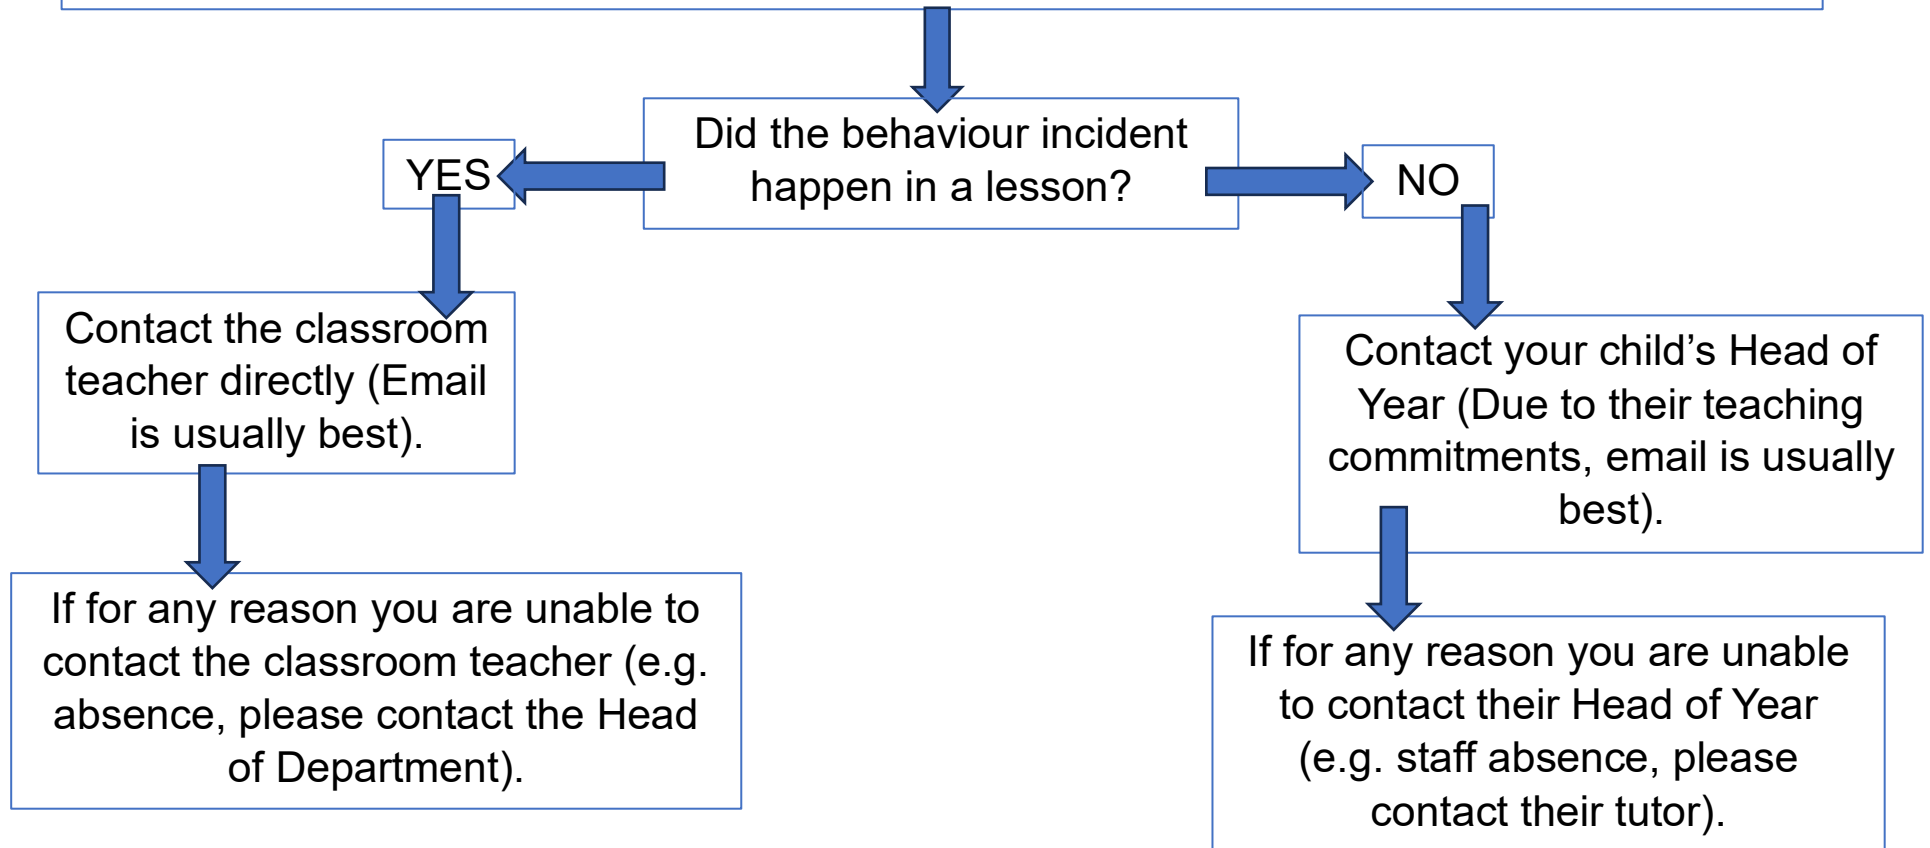 Did the behaviour incident
happen in a lesson?
YES
NO
Contact the classroom
teacher directly (Email
is usually best).
Contact your child’s Head of
Year (Due to their teaching
commitments, email is usually
best).
If for any reason you are unable to
contact the classroom teacher (e.g.
absence, please contact the Head
of Department).
If for any reason you are unable
to contact their Head of Year
(e.g. staff absence, please
contact their tutor).